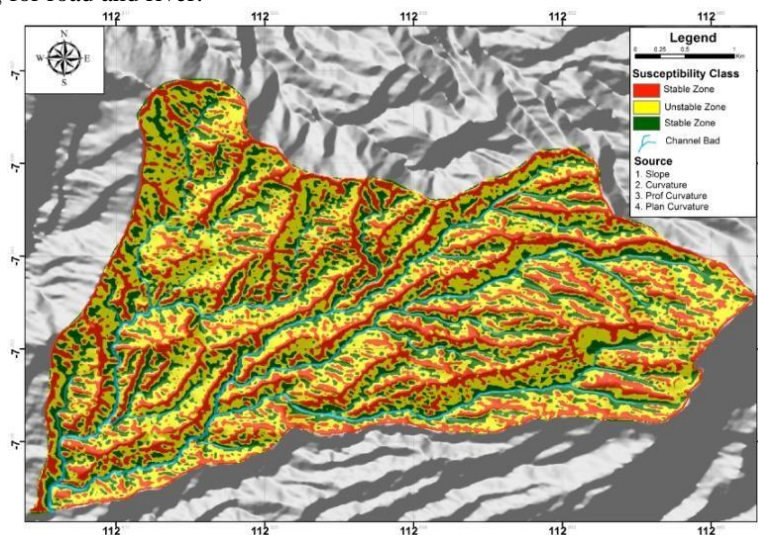 , for road and river.
112 112 112 112 112
N
W E
S
Legend
0 0.25 0.5 1
Km
Susceptibility Class
Stable Zone
Unstable Zone
Stable Zone
Channel Bad
Source
1. Slope
2. Curvature
3. Prof Curvature
4. Plan Curvature
-7
-7
-7
-7
-7
112 112 112 112 112